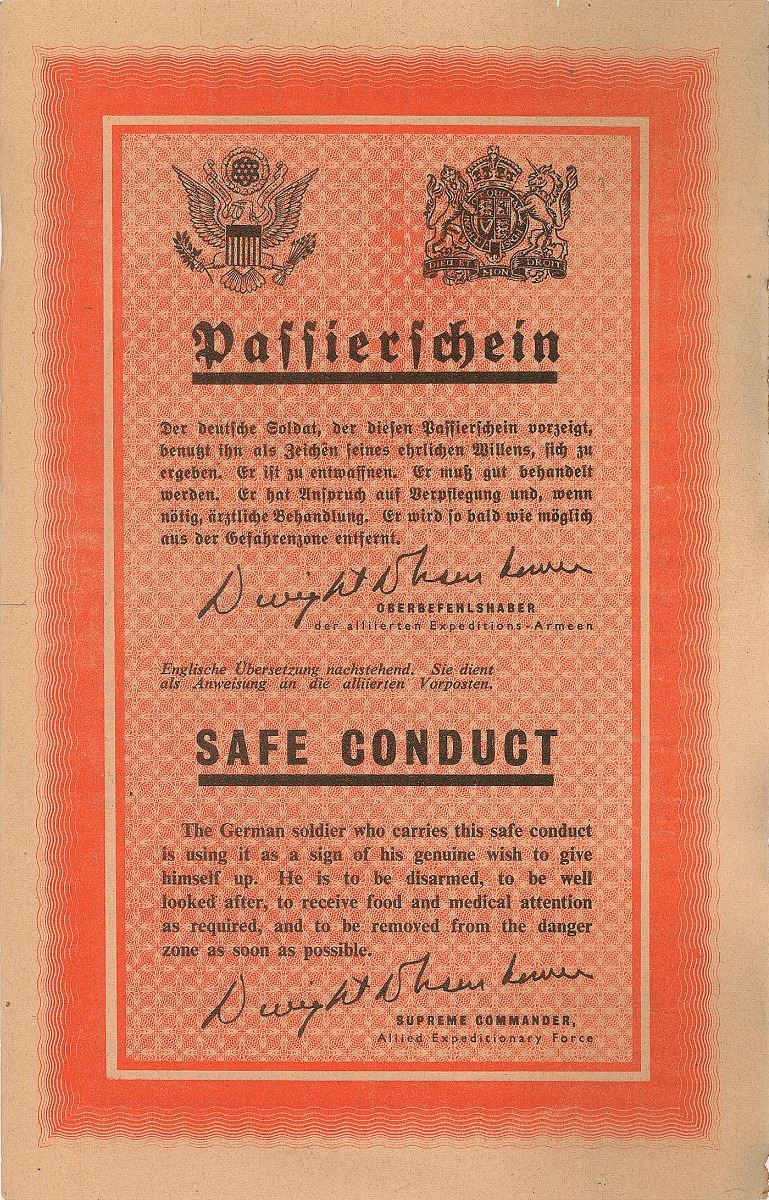 DIEU ET MON DROIT
Passierschein
Der deutsche Soldat, der diesen Passierschein vorzeigt,
benutzt ihn als Zeichen seines ehrlichen Willens, sich zu
ergeben. Er ist zu entwaffnen. Er muß gut behandelt
werden. Er hat Anspruch auf Verpflegung und, wenn
nötig, ärztliche Behandlung. Er wird so bald wie möglich
aus der Gefahrenzone entfernt.
Dwight D Eisenhower
OBERBEFEHLSHABER
der alliierten Expeditions-Armeen
Englische Übersetzung nachstehend. Sie dient
als Anweisung an die alliierten Vorposten.
SAFE CONDUCT
The German soldier who carries this safe conduct
is using it as a sign of his genuine wish to give
himself up. He is to be disarmed, to be well
looked after, to receive food and medical attention
as required, and to be removed from the danger
zone as soon as possible.
Dwight D Eisenhower
SUPREME COMMANDER,
Allied Expeditionary Force